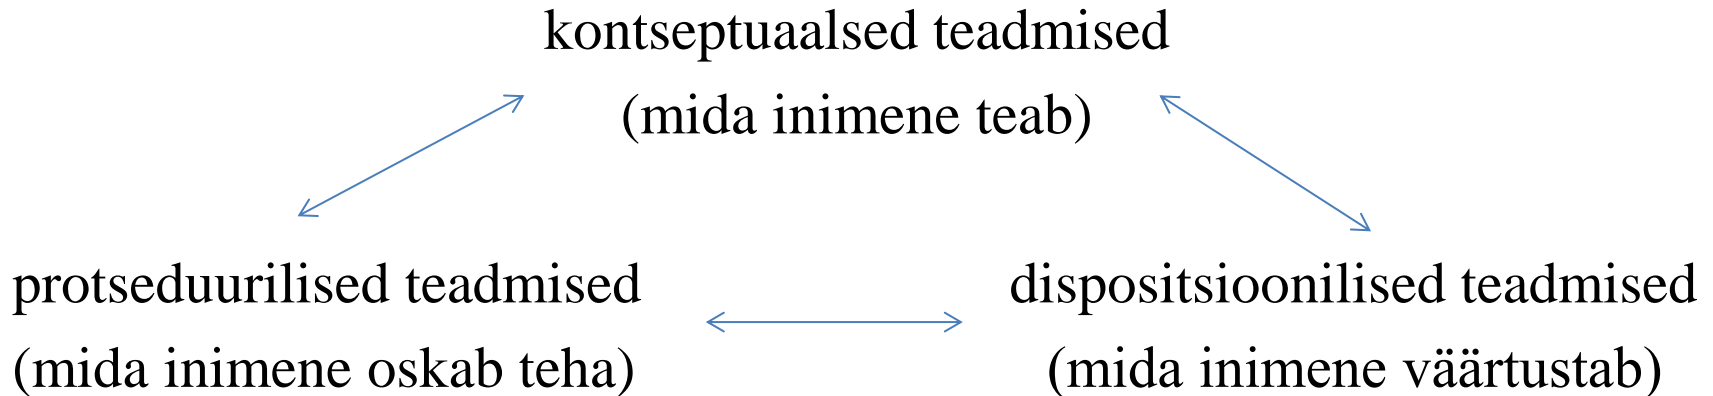 kontseptuaalsed teadmised
(mida inimene teab)
protseduurilised teadmised
(mida inimene oskab teha)
dispositsioonilised teadmised
(mida inimene väärtustab)